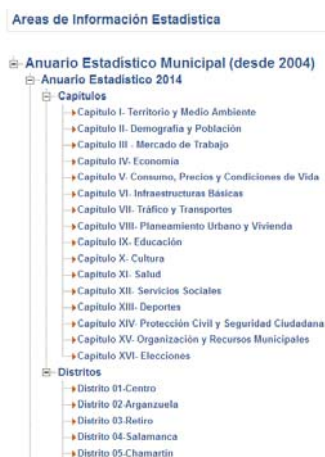 Areas de Información Estadística
Anuario Estadístico Municipal (desde 2004)
Anuario Estadístico 2014
Capítulos
Capítulo I- Territorio y Medio Ambiente
Capítulo II- Demografía y Población
Capítulo III - Mercado de Trabajo
Capítulo IV- Economía
Capítulo V- Consumo, Precios y Condiciones de Vida
Capítulo VI- Infraestructuras Básicas
Capítulo VII- Tráfico y Transportes
Capítulo VIII- Planeamiento Urbano y Vivienda
Capítulo IX- Educación
Capítulo X- Cultura
Capítulo XI- Salud
Capítulo XII- Servicios Sociales
Capítulo XIII- Deportes
Capítulo XIV- Protección Civil y Seguridad Ciudadana
Capítulo XV- Organización y Recursos Municipales
Capítulo XVI- Elecciones
Distritos
Distrito 01-Centro
Distrito 02-Arganzuela
Distrito 03-Retiro
Distrito 04-Salamanca
Distrito 05-Chamartín